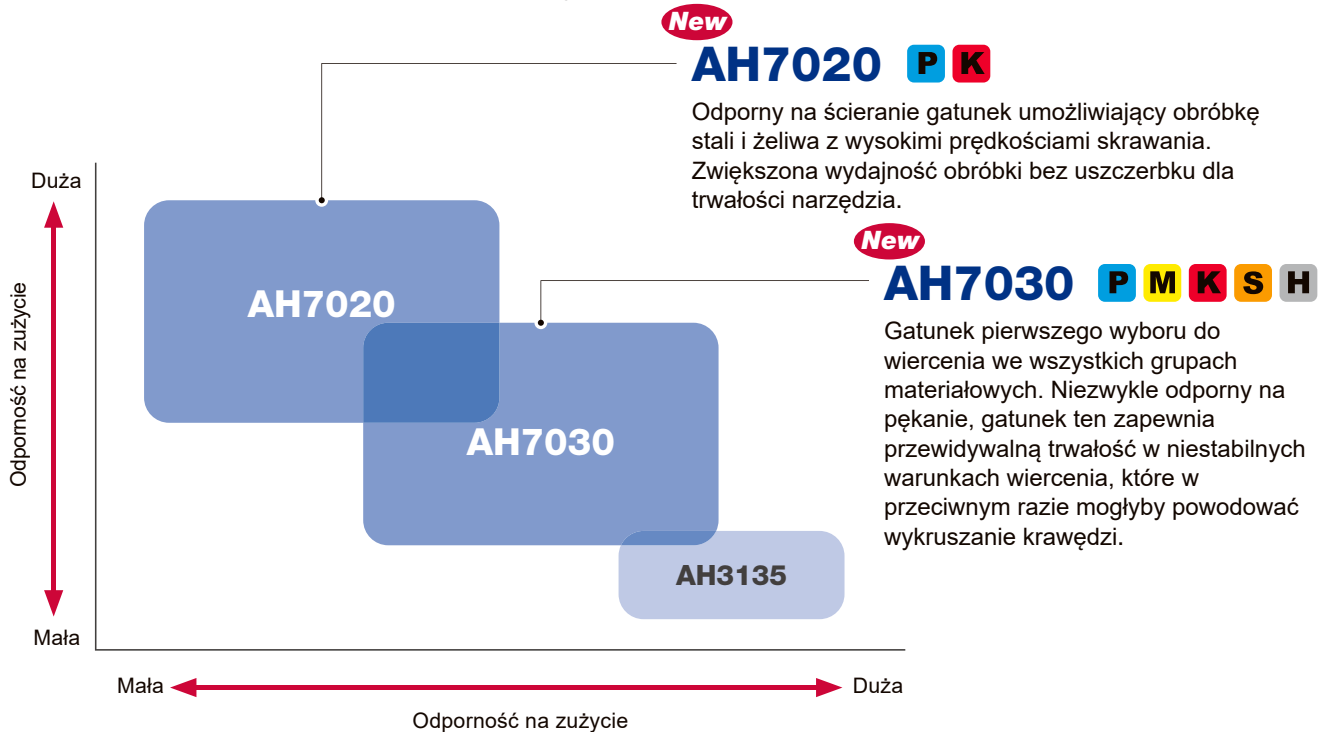 New
AH7020 P K
Odporny na ścieranie gatunek umożliwiający obróbkę
stali i żeliwa z wysokimi prędkościami skrawania.
Zwiększona wydajność obróbki bez uszczerbku dla
trwałości narzędzia.
New
AH7030 P M K S H
Gatunek pierwszego wyboru do
wiercenia we wszystkich grupach
materiałowych. Niezwykle odporny na
pękanie, gatunek ten zapewnia
przewidywalną trwałość w niestabilnych
warunkach wiercenia, które w
przeciwnym razie mogłyby powodować
wykruszanie krawędzi.
Duża
Odporność na zużycie
Mała
AH7020
AH7030
AH3135
Mała
Duża
Odporność na zużycie